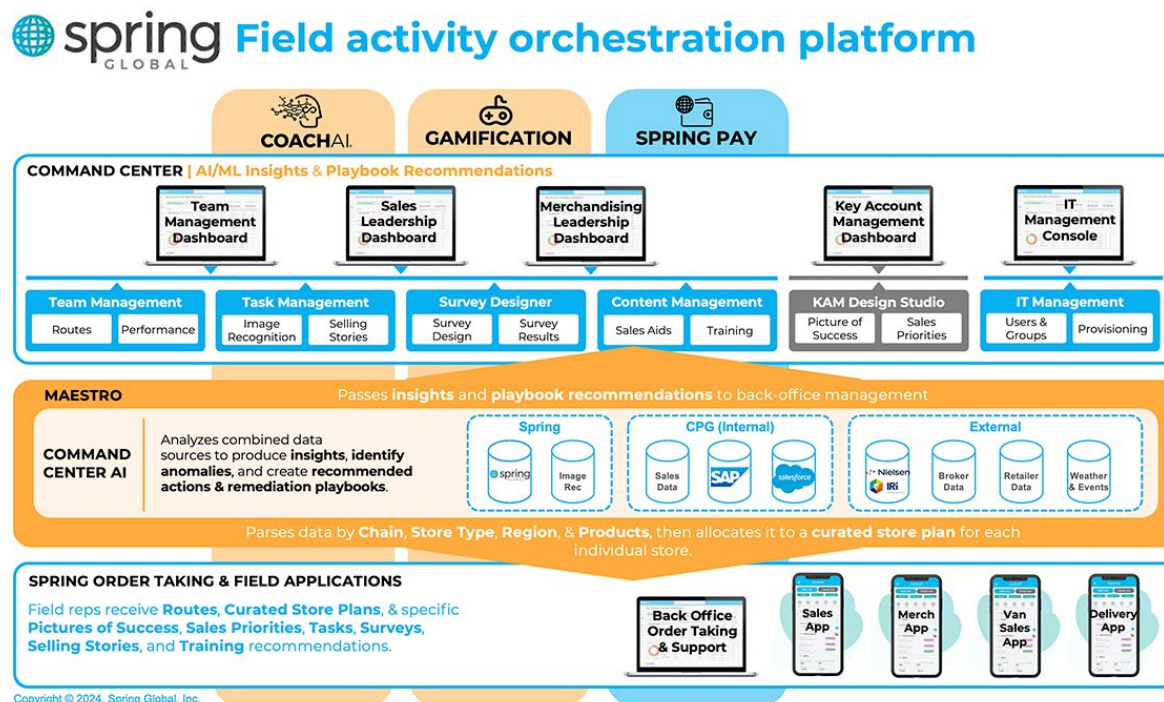 spring
GLOBAL
Field activity orchestration platform
COACHAI.
GAMIFICATION
SPRING PAY
COMMAND CENTER | AI/ML Insights & Playbook Recommendations
Team
Management
Dashboard
Sales
Leadership
Dashboard
Merchandising
Leadership
Dashboard
Key Account
Management
Dashboard
IT
Management
Console
Team Management
Routes
Performance
Task Management
Image
Recognition
Selling
Stories
Survey Designer
Survey
Design
Survey
Results
Content Management
Sales Aids
Training
KAM Design Studio
Picture of
Success
Sales
Priorities
IT Management
Users &
Groups
Provisioning
MAESTRO
Passes insights and playbook recommendations to back-office management
COMMAND
CENTER AI
Analyzes combined data
sources to produce insights, identify
anomalies, and create recommended
actions & remediation playbooks.
Spring
spring
GLOBAL
Image
Rec
CPG (Internal)
Sales
Data
SAP
salesforce
External
Nielsen
IRi
Broker
Data
Retailer
Data
Weather
& Events
Parses data by Chain, Store Type, Region, & Products, then allocates it to a curated store plan for each
individual store.
SPRING ORDER TAKING & FIELD APPLICATIONS
Field reps receive Routes, Curated Store Plans, & specific
Pictures of Success, Sales Priorities, Tasks, Surveys,
Selling Stories, and Training recommendations.
Back Office
Order Taking
& Support
Sales
App
Merch
App
Van
Sales
App
Delivery
App
Copyright © 2024, Spring Global, Inc.